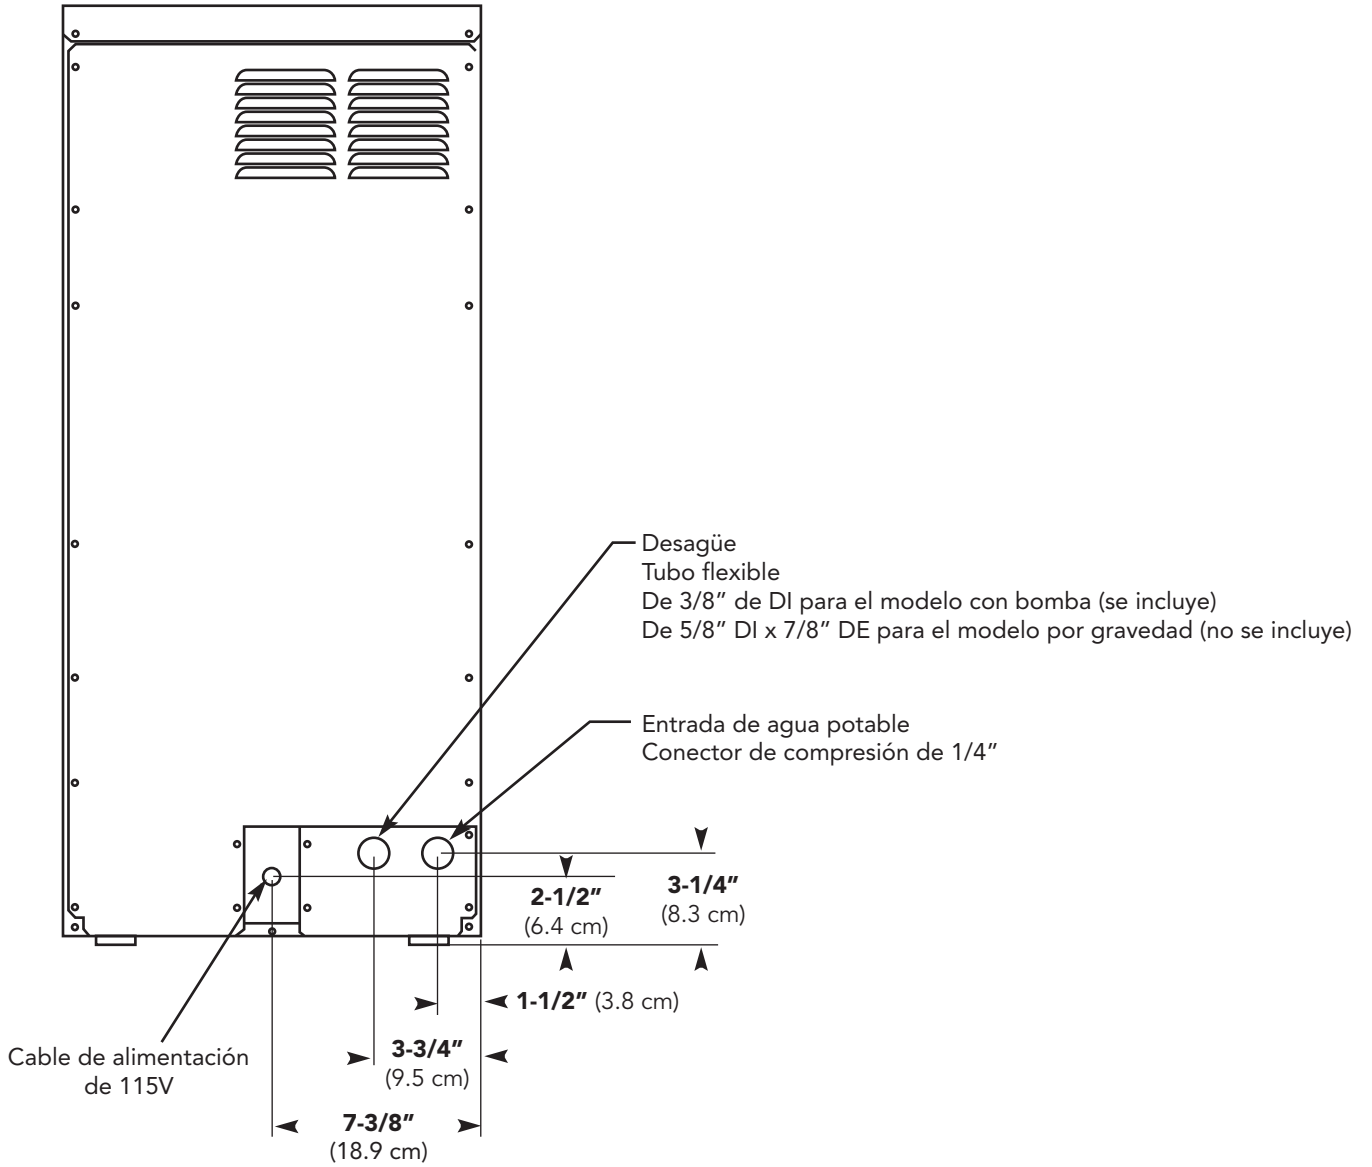 Desagüe
Tubo flexible
De 3/8” de DI para el modelo con bomba (se incluye)
De 5/8” DI x 7/8” DE para el modelo por gravedad (no se incluye)
Entrada de agua potable
Conector de compresión de 1/4”
2-1/2”
(6.4 cm)
3-1/4”
(8.3 cm)
1-1/2” (3.8 cm)
3-3/4”
(9.5 cm)
Cable de alimentación
de 115V
7-3/8”
(18.9 cm)